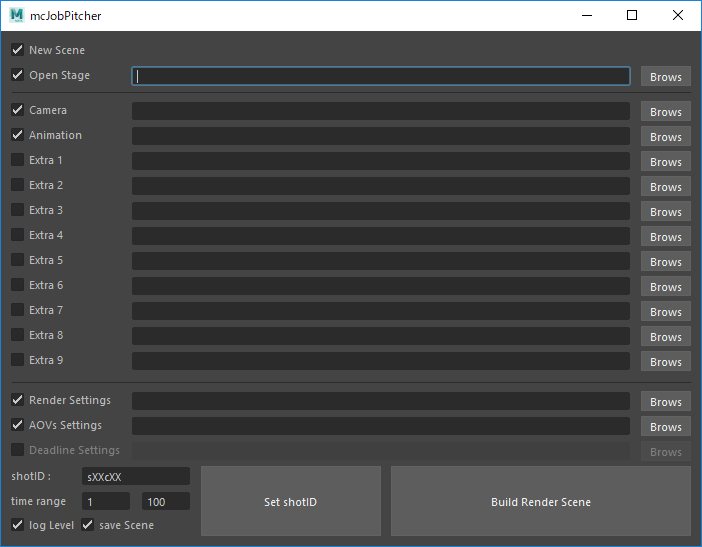 M mcJobPitcher
New Scene
Open Stage Brows
Camera Brows
Animation Brows
Extra 1 Brows
Extra 2 Brows
Extra 3 Brows
Extra 4 Brows
Extra 5 Brows
Extra 6 Brows
Extra 7 Brows
Extra 8 Brows
Extra 9 Brows
Render Settings Brows
AOVs Settings Brows
Deadline Settings Brows
shotID : sXXcXX
time range 1 100
Set shotID Build Render Scene
log Level save Scene